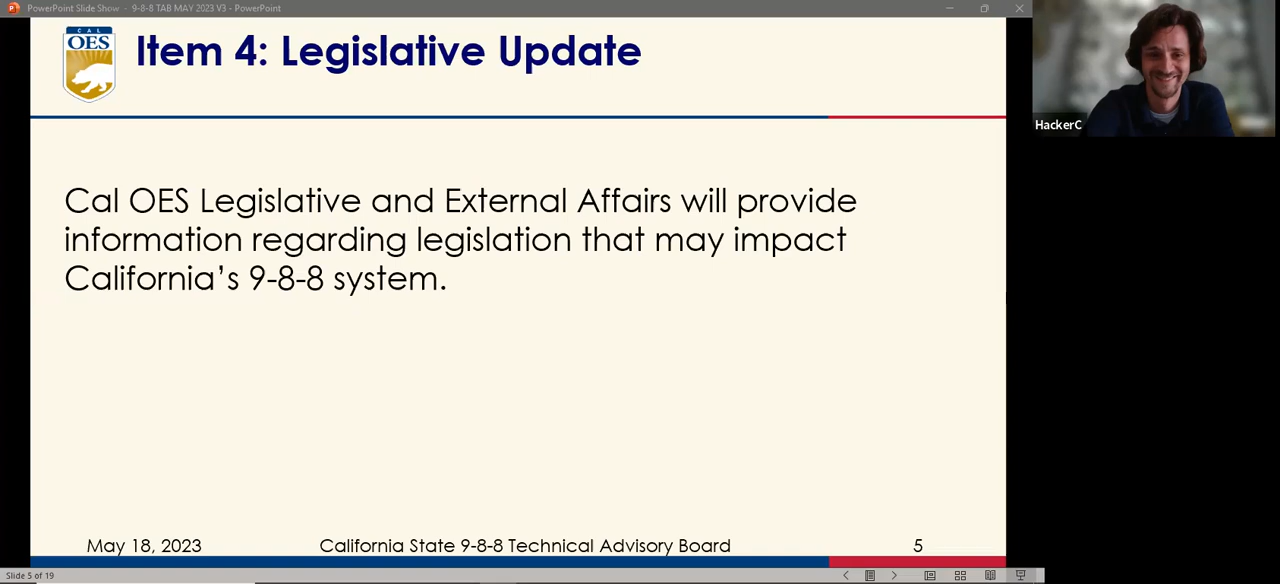 PowerPoint Slide Show - 9-8-8 TAB MAY 2023 V3 - PowerPoint
CAL
OES
Item 4: Legislative Update
HackerC
Cal OES Legislative and External Affairs will provide
information regarding legislation that may impact
California’s 9-8-8 system.
May 18, 2023
California State 9-8-8 Technical Advisory Board
5
Slide 5 of 19